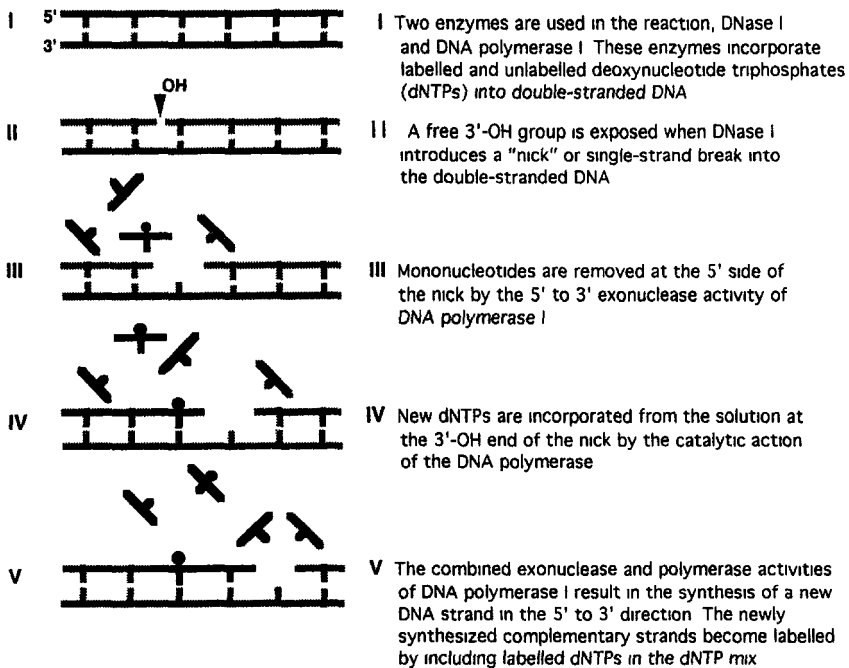 I 5'
3'
I Two enzymes are used in the reaction, DNase I
and DNA polymerase I These enzymes incorporate
labelled and unlabelled deoxynucleotide triphosphates
(dNTPs) into double-stranded DNA
OH
II
II A free 3'-OH group is exposed when DNase I
introduces a "nick" or single-strand break into
the double-stranded DNA
III
III Mononucleotides are removed at the 5' side of
the nick by the 5' to 3' exonuclease activity of
DNA polymerase I
IV
IV New dNTPs are incorporated from the solution at
the 3'-OH end of the nick by the catalytic action
of the DNA polymerase
V
V The combined exonuclease and polymerase activities
of DNA polymerase I result in the synthesis of a new
DNA strand in the 5' to 3' direction The newly
synthesized complementary strands become labelled
by including labelled dNTPs in the dNTP mix